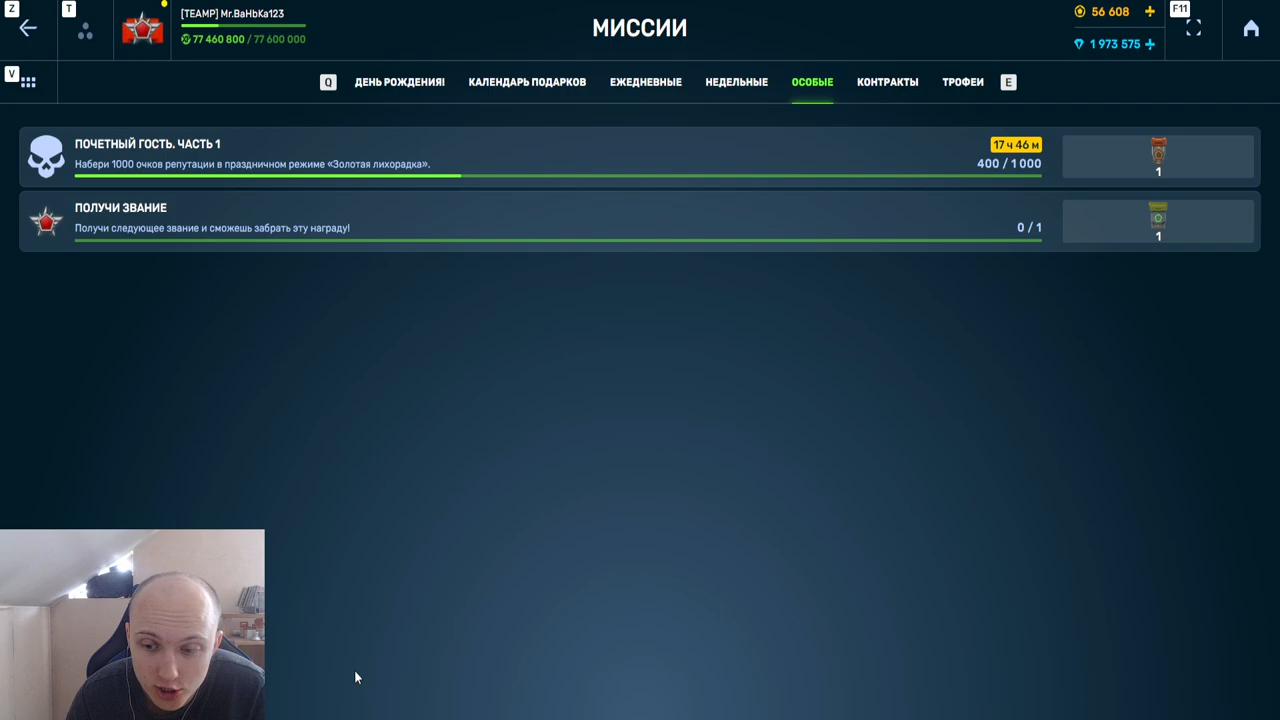 Z
T
[TEAMP] Mr.BaHbKa123
77 460 800 / 77 600 000
МИССИИ
56 608
1 973 575
F11
V
Q
ДЕНЬ РОЖДЕНИЯ!
КАЛЕНДАРЬ ПОДАРКОВ
ЕЖЕДНЕВНЫЕ
НЕДЕЛЬНЫЕ
ОСОБЫЕ
КОНТРАКТЫ
ТРОФЕИ
E
ПОЧЕТНЫЙ ГОСТЬ. ЧАСТЬ 1
Набери 1000 очков репутации в праздничном режиме «Золотая лихорадка».
17 ч 46 м
400 / 1 000
1
ПОЛУЧИ ЗВАНИЕ
Получи следующее звание и сможешь забрать эту награду!
0 / 1
1